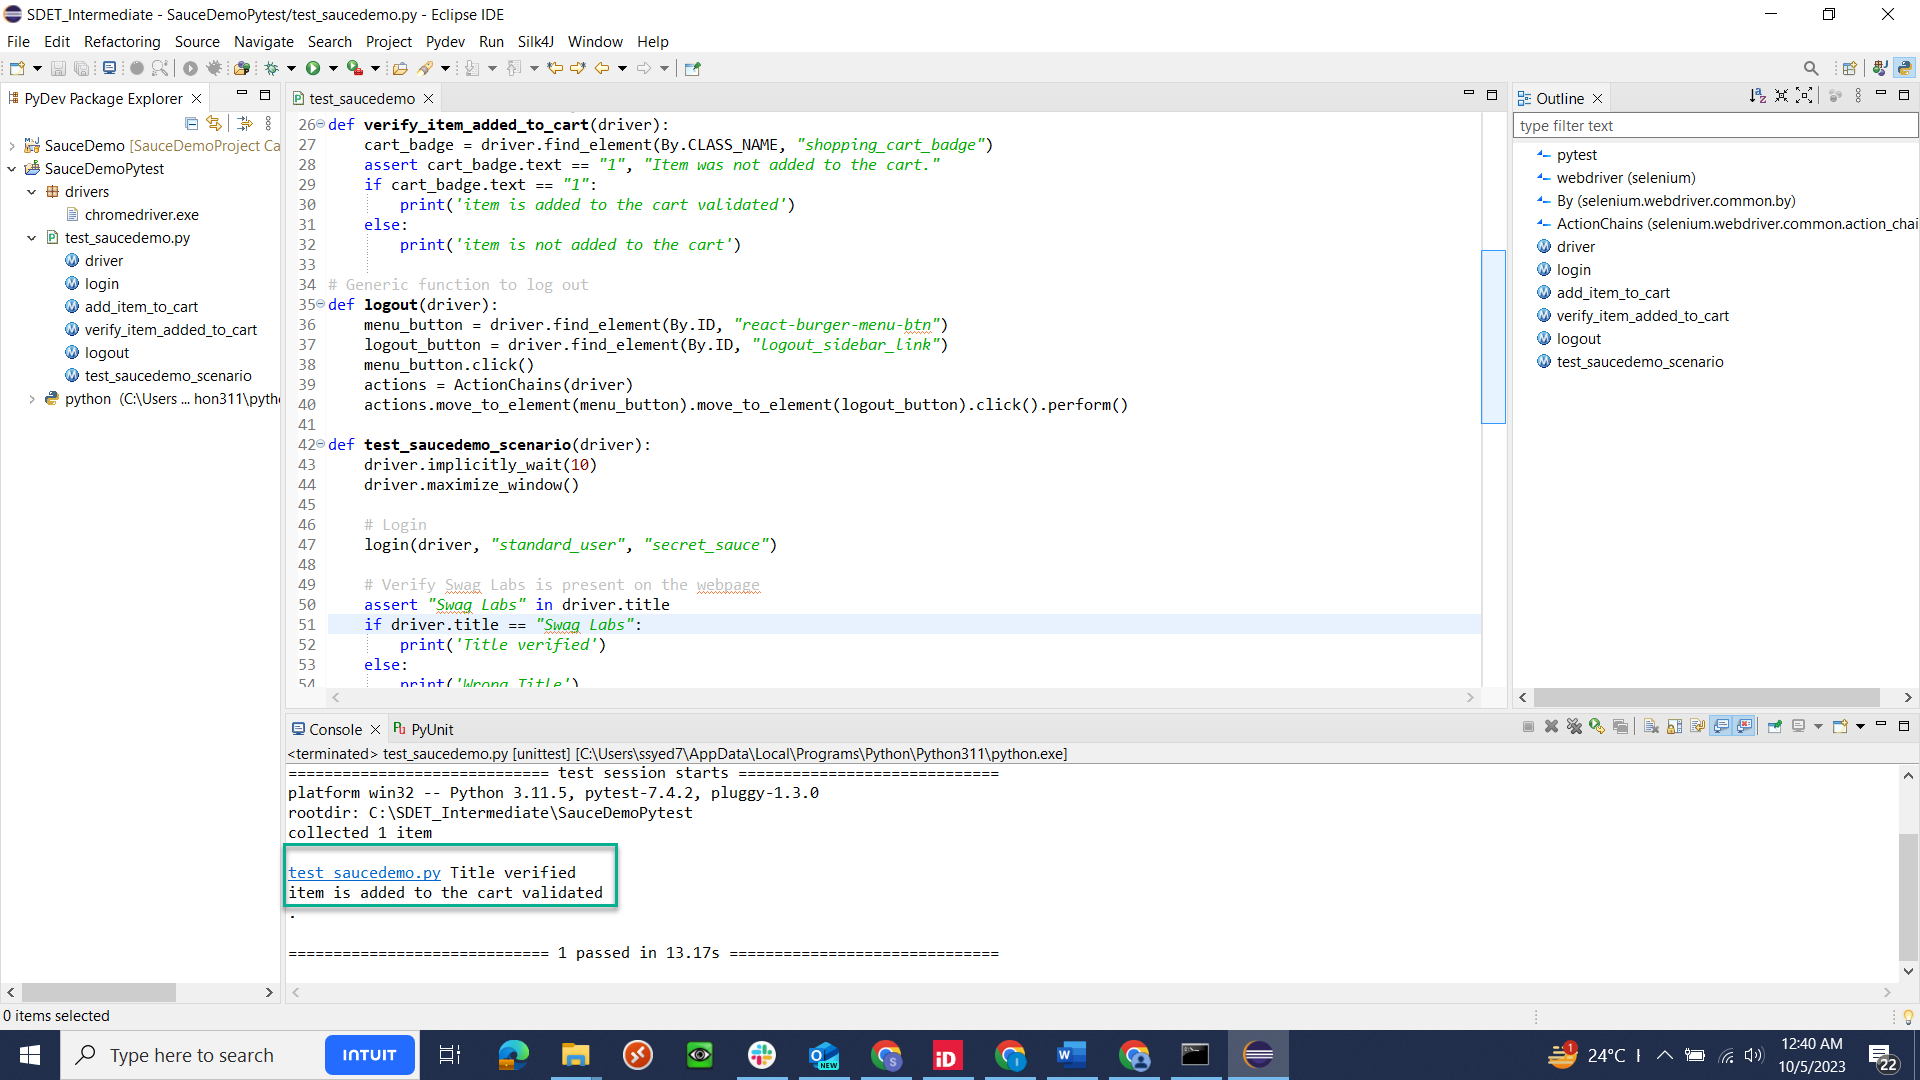 SDET_Intermediate - SauceDemoPytest/test_saucedemo.py - Eclipse IDE
File Edit Refactoring Source Navigate Search Project Pydev Run Silk4J Window Help
PyDev Package Explorer
SauceDemo [SauceDemoProject Ca
SauceDemoPytest
drivers
chromedriver.exe
test_saucedemo.py
driver
login
add_item_to_cart
verify_item_added_to_cart
logout
test_saucedemo_scenario
python (C:\Users ... hon311\pytho
test_saucedemo
26 def verify_item_added_to_cart(driver):
27 cart_badge = driver.find_element(By.CLASS_NAME, "shopping_cart_badge")
28 assert cart_badge.text == "1", "Item was not added to the cart."
29 if cart_badge.text == "1":
30 print('item is added to the cart validated')
31 else:
32 print('item is not added to the cart')
33
34 # Generic function to log out
35 def logout(driver):
36 menu_button = driver.find_element(By.ID, "react-burger-menu-btn")
37 logout_button = driver.find_element(By.ID, "logout_sidebar_link")
38 menu_button.click()
39 actions = ActionChains(driver)
40 actions.move_to_element(menu_button).move_to_element(logout_button).click().perform()
41
42 def test_saucedemo_scenario(driver):
43 driver.implicitly_wait(10)
44 driver.maximize_window()
45
46 # Login
47 login(driver, "standard_user", "secret_sauce")
48
49 # Verify Swag Labs is present on the webpage
50 assert "Swag Labs" in driver.title
51 if driver.title == "Swag Labs":
52 print('Title verified')
53 else:
54 print('Wrong Title')
Outline
type filter text
pytest
webdriver (selenium)
By (selenium.webdriver.common.by)
ActionChains (selenium.webdriver.common.action_chai
driver
login
add_item_to_cart
verify_item_added_to_cart
logout
test_saucedemo_scenario
Console PyUnit
<terminated> test_saucedemo.py [unittest] [C:\Users\ssyed7\AppData\Local\Programs\Python\Python311\python.exe]
============================= test session starts =============================
platform win32 -- Python 3.11.5, pytest-7.4.2, pluggy-1.3.0
rootdir: C:\SDET_Intermediate\SauceDemoPytest
collected 1 item
test_saucedemo.py Title verified
item is added to the cart validated
.
============================= 1 passed in 13.17s ==============================
0 items selected
Type here to search
INTUIT
NEW
S
iD
I
W
1
24°C
12:40 AM
10/5/2023
22